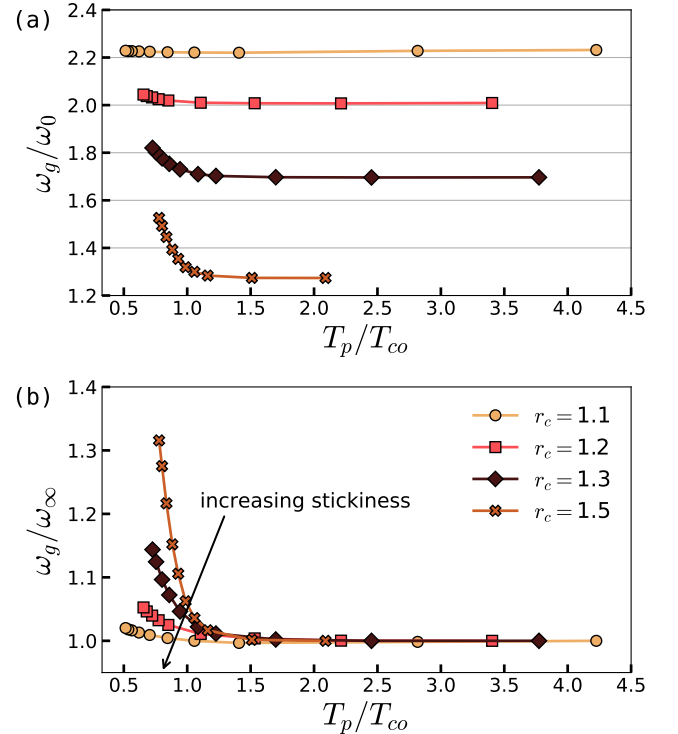 (a)
2.4
2.2
2.0
1.8
1.6
1.4
1.2
ω_g/ω_0
0.5 1.0 1.5 2.0 2.5 3.0 3.5 4.0 4.5
T_p/T_co
(b)
1.4
1.3
1.2
1.1
1.0
ω_g/ω_∞
r_c = 1.1
r_c = 1.2
r_c = 1.3
r_c = 1.5
increasing stickiness
0.5 1.0 1.5 2.0 2.5 3.0 3.5 4.0 4.5
T_p/T_co